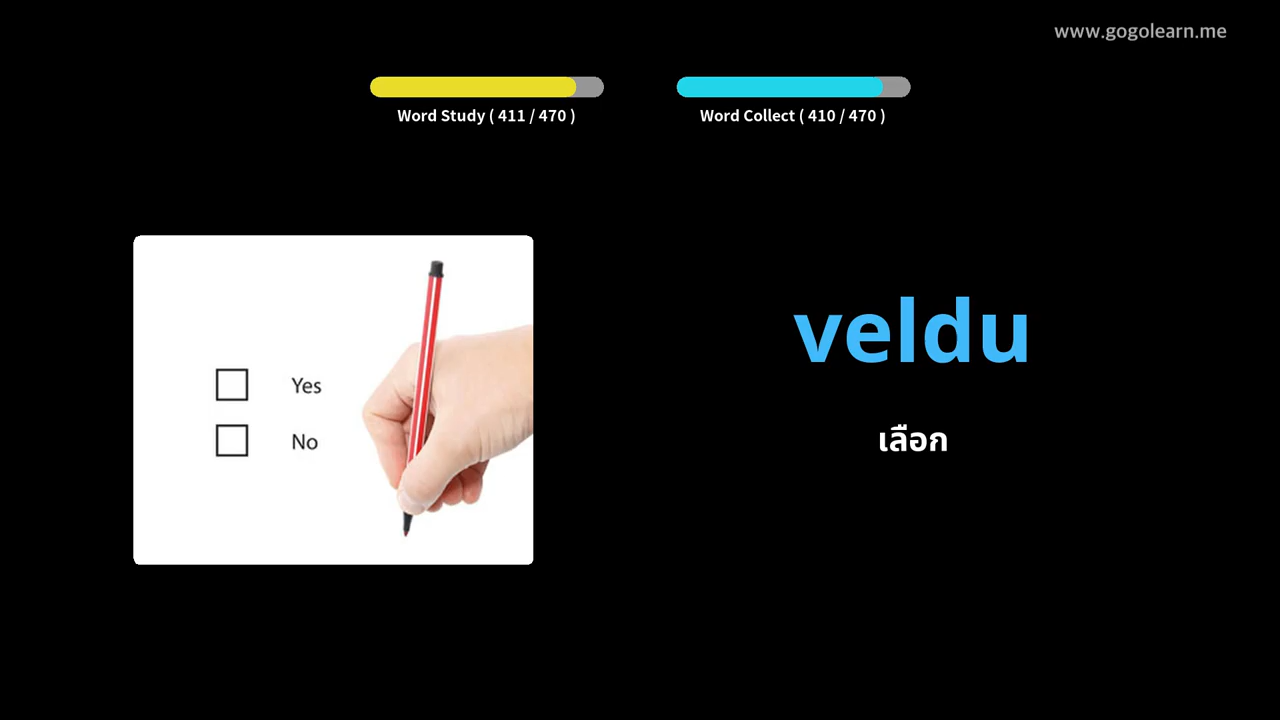 www.gogolearn.me
Word Study ( 411 / 470 )
Word Collect ( 410 / 470 )
Yes
No
veldu
เลือก